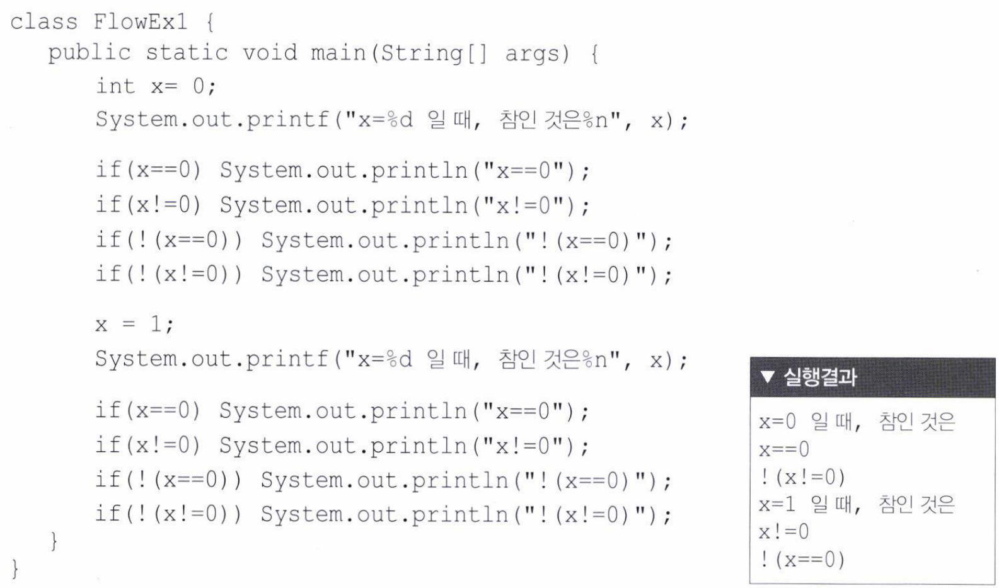 class FlowEx1 {
public static void main(String[] args) {
int x= 0;
System.out.printf("x=%d 일 때, 참인 것은%n", x);
if(x==0) System.out.println("x==0");
if(x!=0) System.out.println("x!=0");
if(!(x==0)) System.out.println("!(x==0)");
if(!(x!=0)) System.out.println("!(x!=0)");
x = 1;
System.out.printf("x=%d 일 때, 참인 것은%n", x);
if(x==0) System.out.println("x==0");
if(x!=0) System.out.println("x!=0");
if(!(x==0)) System.out.println("!(x==0)");
if(!(x!=0)) System.out.println("!(x!=0)");
}
}
▼ 실행결과
x=0 일 때, 참인 것은
x==0
!(x!=0)
x=1 일 때, 참인 것은
x!=0
!(x==0)